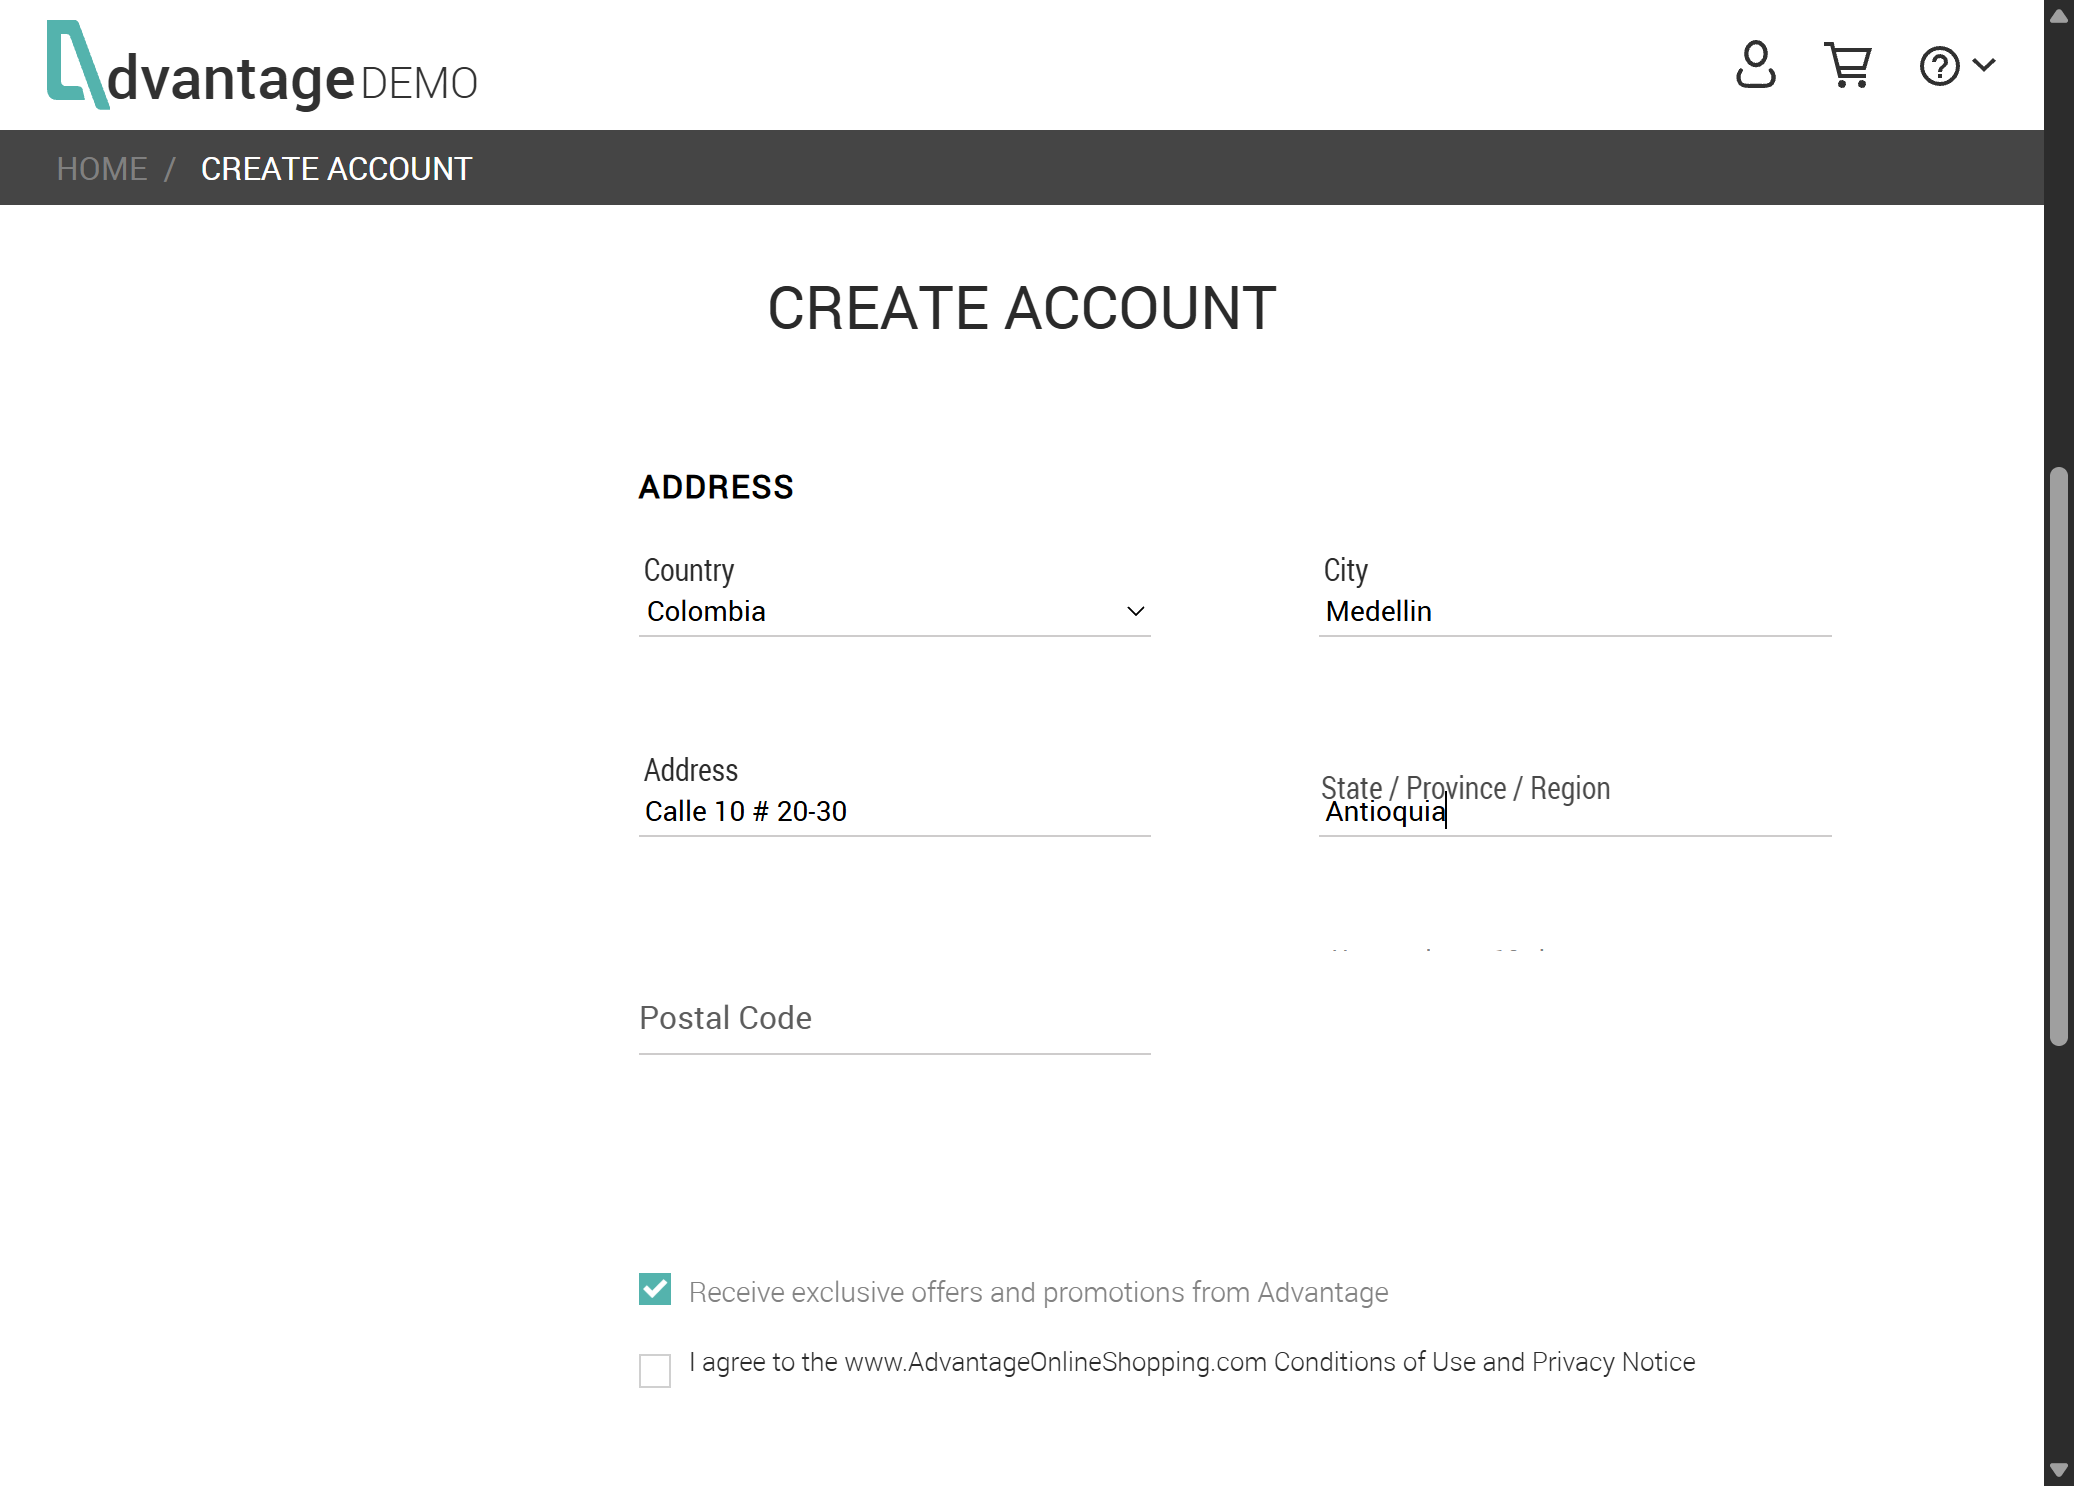 dvantage DEMO
HOME / CREATE ACCOUNT
CREATE ACCOUNT
ADDRESS
Country
Colombia
City
Medellin
Address
Calle 10 # 20-30
State / Province / Region
Antioquia
Postal Code
Receive exclusive offers and promotions from Advantage
I agree to the www.AdvantageOnlineShopping.com Conditions of Use and Privacy Notice